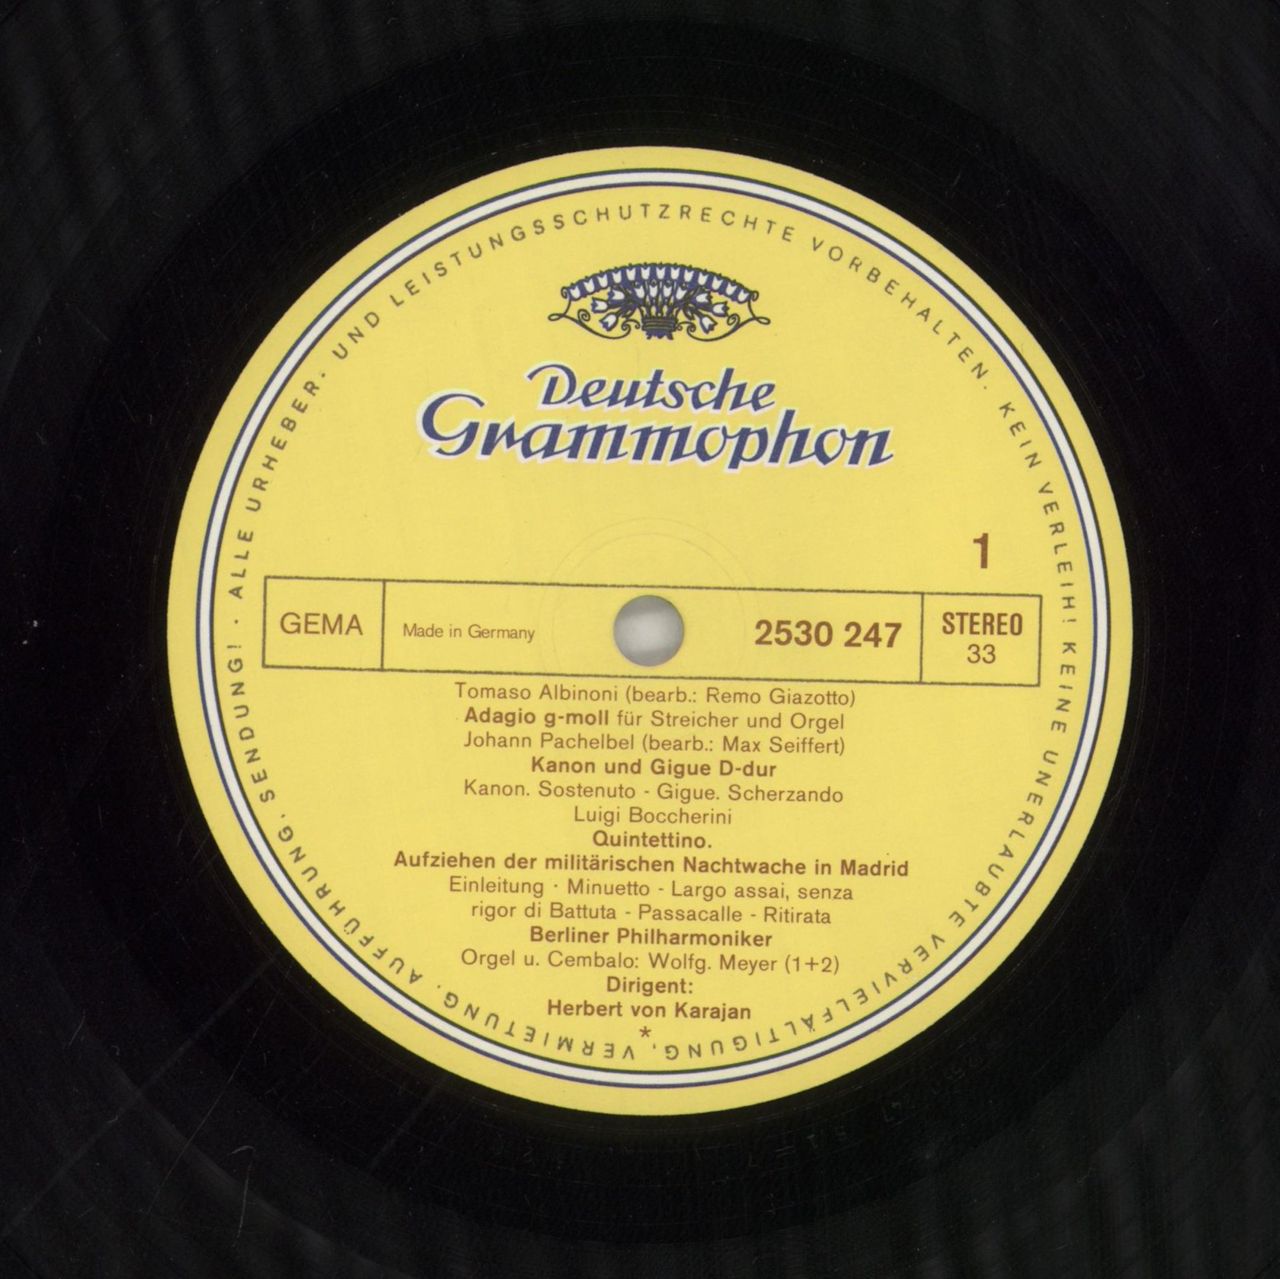 ALLE URHEBER- UND LEISTUNGSSCHUTZRECHTE VORBEHALTEN. KEIN VERLEIH! KEINE UNERLAUBTE VERVIELFÄLTIGUNG, VERMIETUNG, AUFFÜHRUNG, SENDUNG!
Deutsche
Grammophon
1
GEMA
Made in Germany
2530 247
STEREO
33
Tomaso Albinoni (bearb.: Remo Giazotto)
Adagio g-moll für Streicher und Orgel
Johann Pachelbel (bearb.: Max Seiffert)
Kanon und Gigue D-dur
Kanon. Sostenuto - Gigue. Scherzando
Luigi Boccherini
Quintettino.
Aufziehen der militärischen Nachtwache in Madrid
Einleitung · Minuetto - Largo assai, senza
rigor di Battuta - Passacalle - Ritirata
Berliner Philharmoniker
Orgel u. Cembalo: Wolfg. Meyer (1+2)
Dirigent:
Herbert von Karajan
*